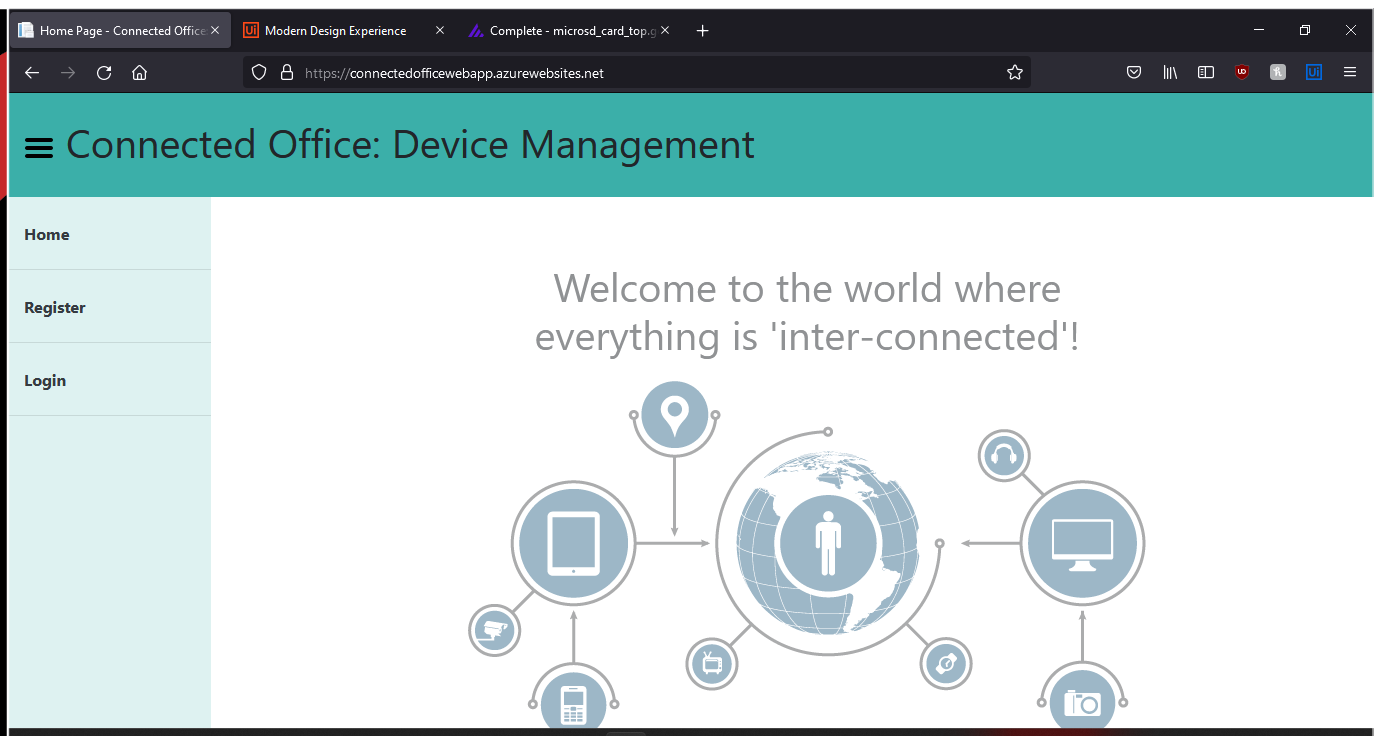 Home Page - Connected Office:
Modern Design Experience
Complete - microsd_card_top.g
https://connectedofficewebapp.azurewebsites.net
Connected Office: Device Management
Home
Register
Login
Welcome to the world where
everything is 'inter-connected'!